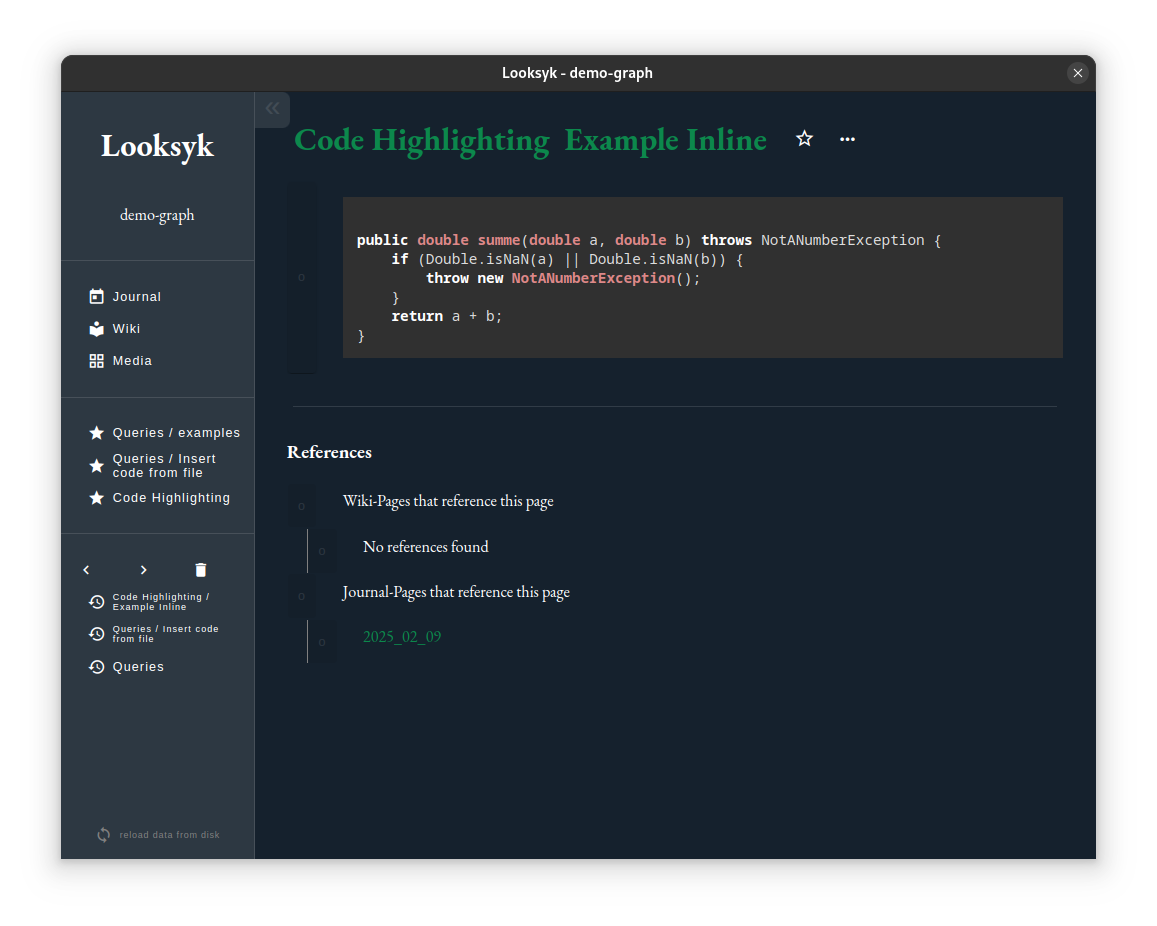 Looksyk - demo-graph
Looksyk
demo-graph
Journal
Wiki
Media
Queries / examples
Queries / Insert
code from file
Code Highlighting
Code Highlighting /
Example Inline
Queries / Insert code
from file
Queries
reload data from disk
Code Highlighting Example Inline
public double summe(double a, double b) throws NotANumberException {
    if (Double.isNaN(a) || Double.isNaN(b)) {
        throw new NotANumberException();
    }
    return a + b;
}
References
Wiki-Pages that reference this page
No references found
Journal-Pages that reference this page
2025_02_09